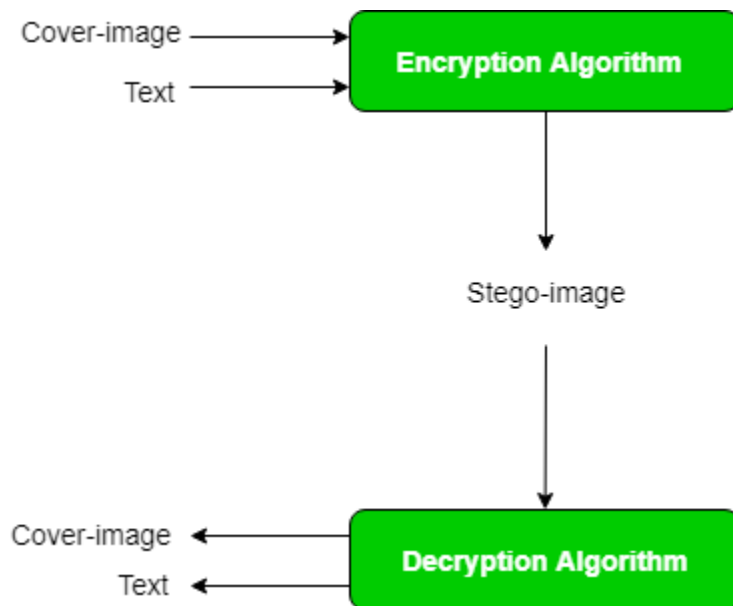 Cover-image
Encryption Algorithm
Text
Stego-image
Cover-image
Decryption Algorithm
Text